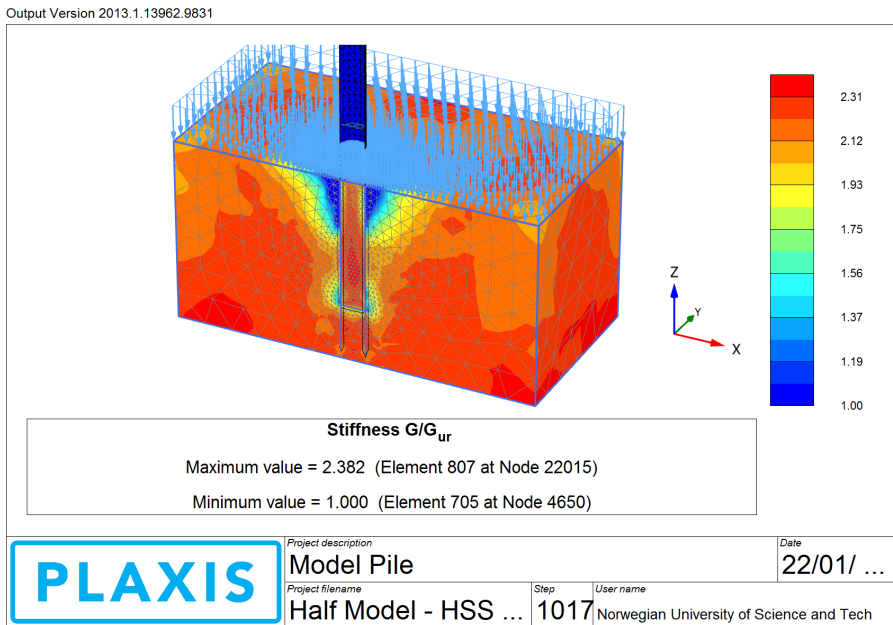 Output Version 2013.1.13962.9831
2.31
2.12
1.93
1.75
1.56
1.37
1.19
1.00
Z
Y
X
Stiffness G/Gur
Maximum value = 2.382 (Element 807 at Node 22015)
Minimum value = 1.000 (Element 705 at Node 4650)
PLAXIS
Project description
Model Pile
Date
22/01/ ...
Project filename
Half Model - HSS ...
Step
1017
User name
Norwegian University of Science and Tech